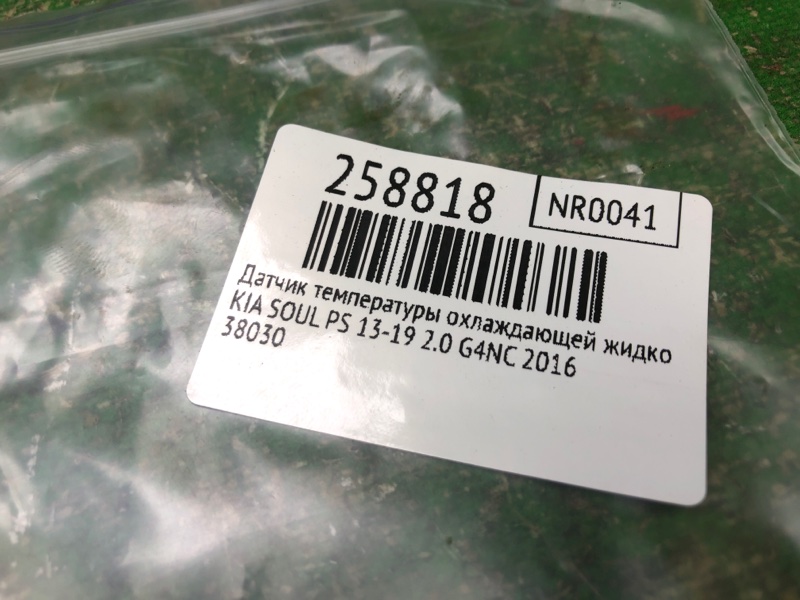 258818
NR0041
Датчик температуры охлаждающей жидко
KIA SOUL PS 13-19 2.0 G4NC 2016
38030